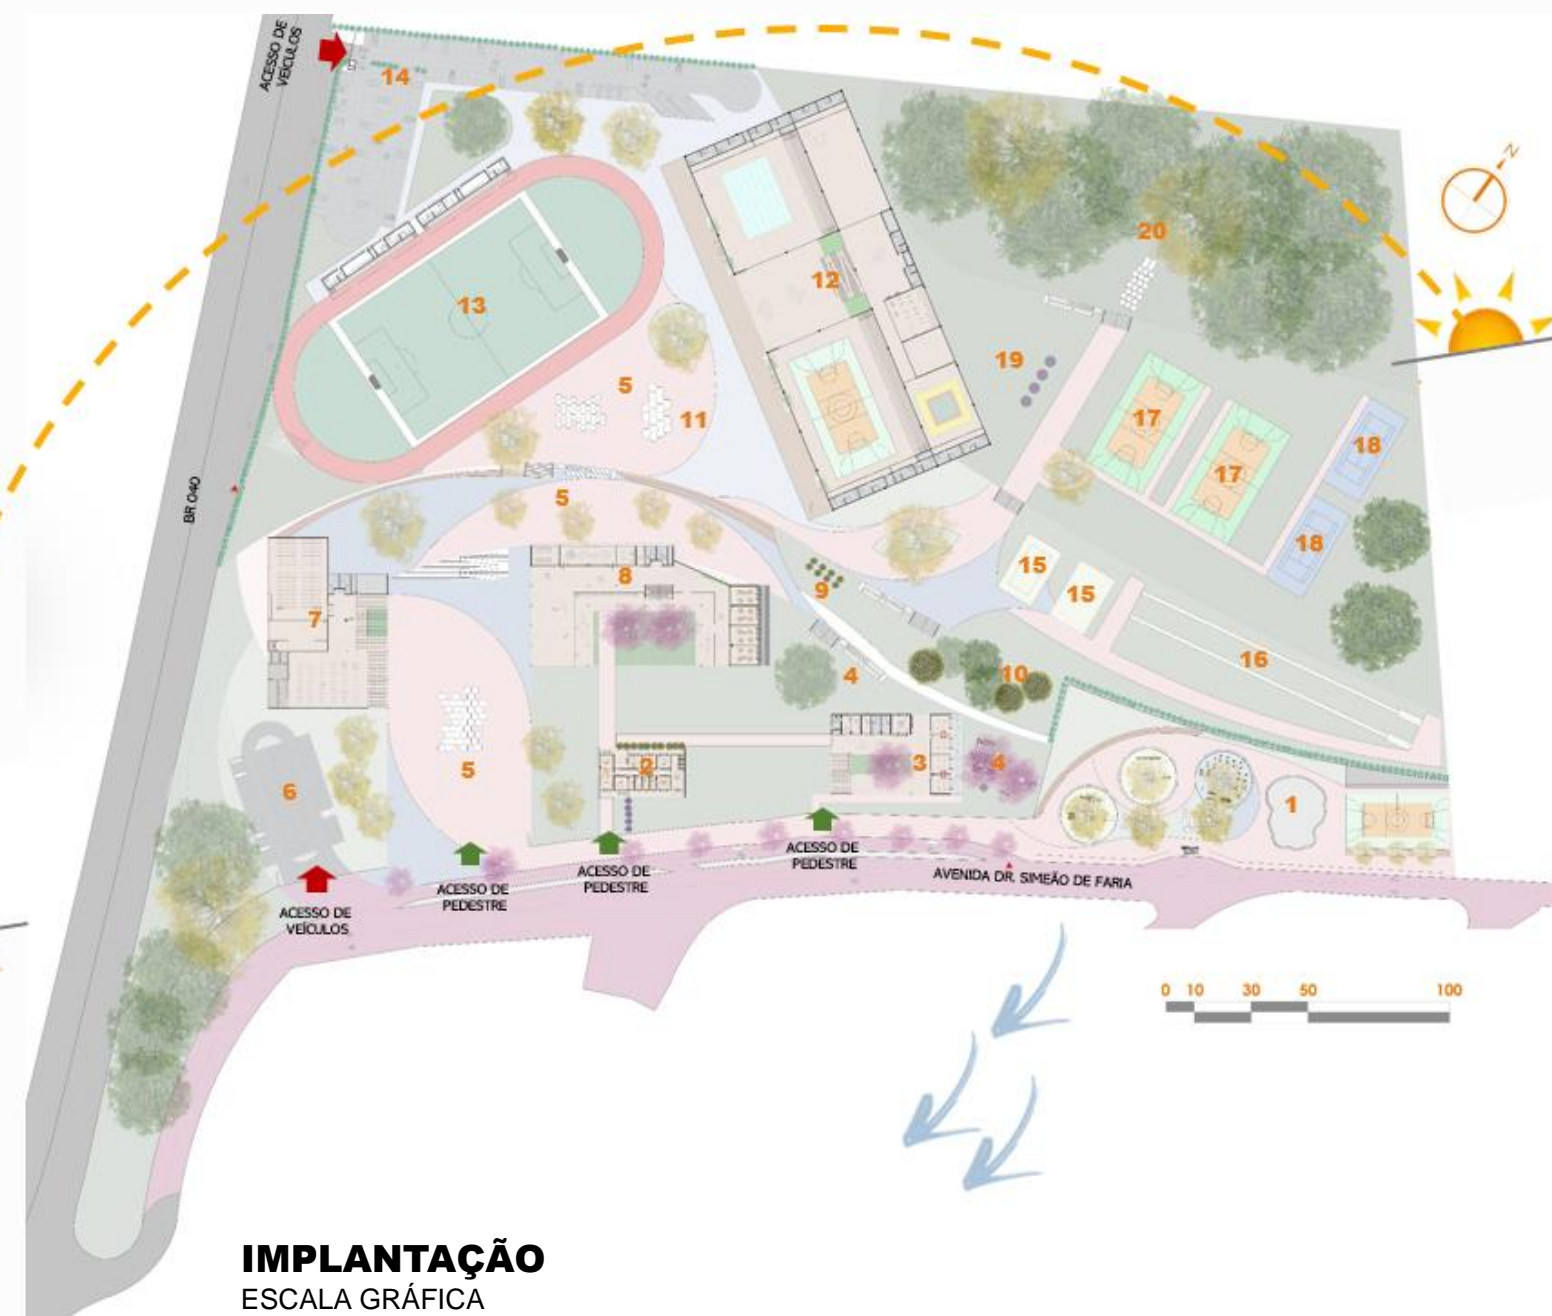 ACESSO DE
VEÍCULOS
14
N
20
12
13
19
5
11
17
18
17
5
18
BR 040
15
8
9
15
7
16
4
10
5
2
3
4
6
1
ACESSO DE
PEDESTRE
ACESSO DE
PEDESTRE
ACESSO DE
PEDESTRE
AVENIDA DR. SIMEÃO DE FARIA
ACESSO DE
VEÍCULOS
0 10 30 50 100
IMPLANTAÇÃO
ESCALA GRÁFICA